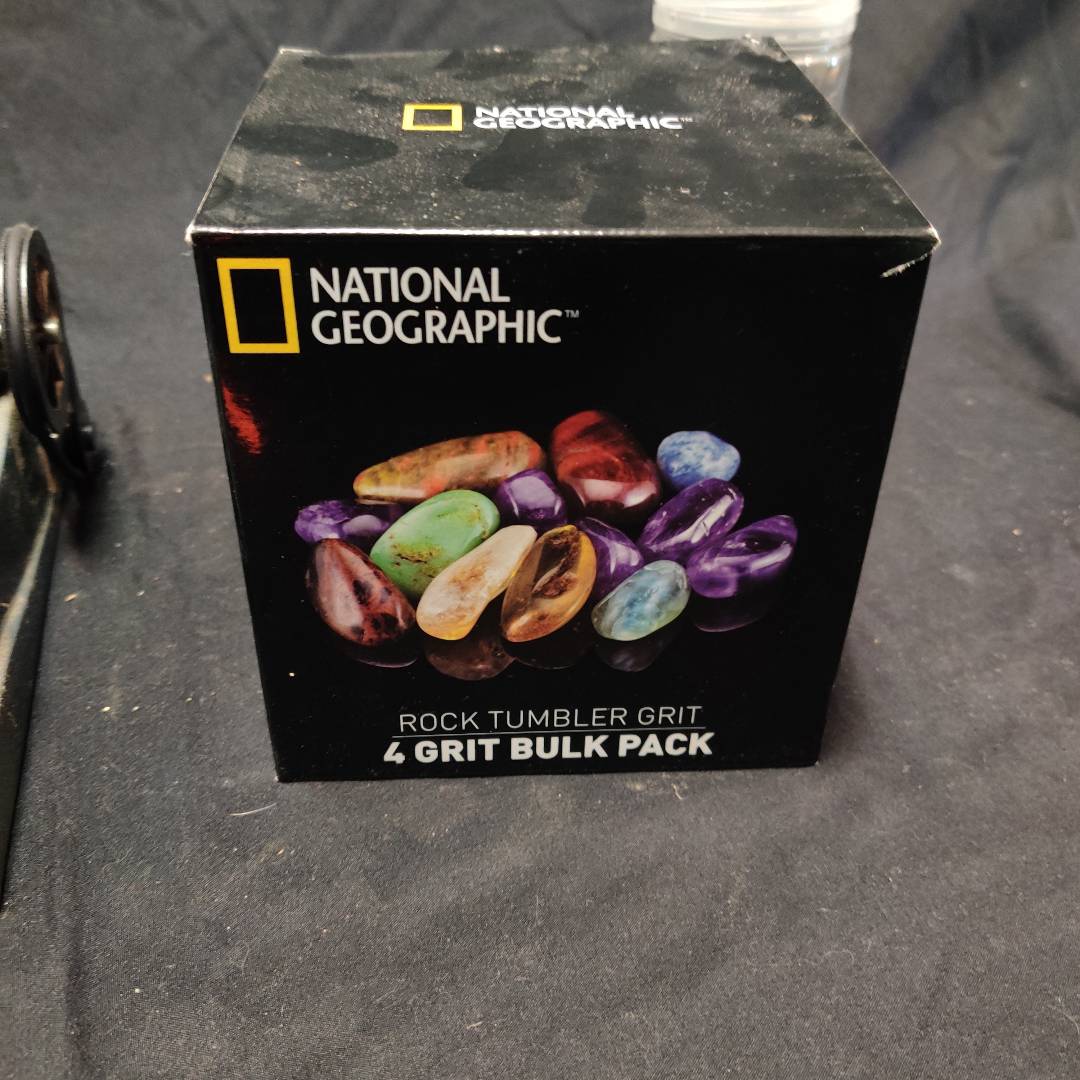 NATIONAL
GEOGRAPHIC™
NATIONAL
GEOGRAPHIC™
ROCK TUMBLER GRIT
4 GRIT BULK PACK